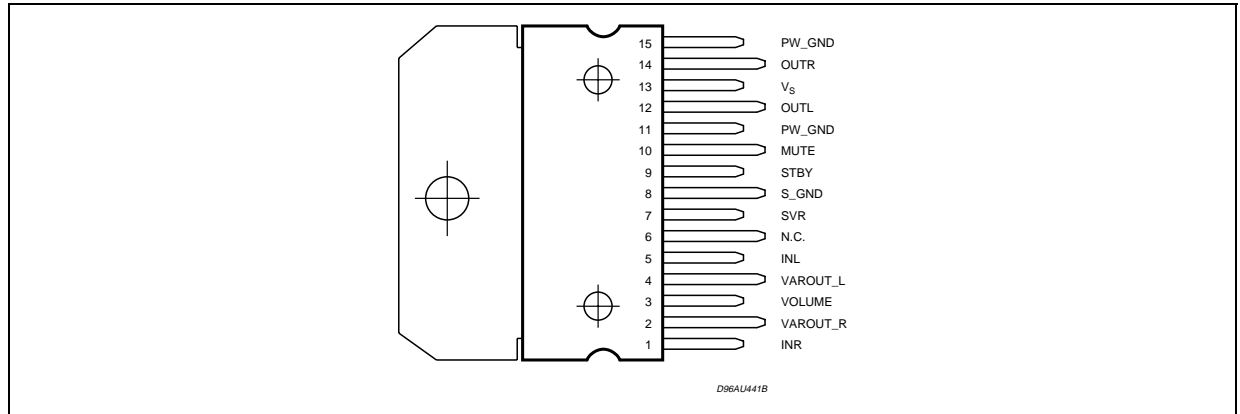 15 PW_GND
14 OUTR
13 VS
12 OUTL
11 PW_GND
10 MUTE
9 STBY
8 S_GND
7 SVR
6 N.C.
5 INL
4 VAROUT_L
3 VOLUME
2 VAROUT_R
1 INR
D96AU441B